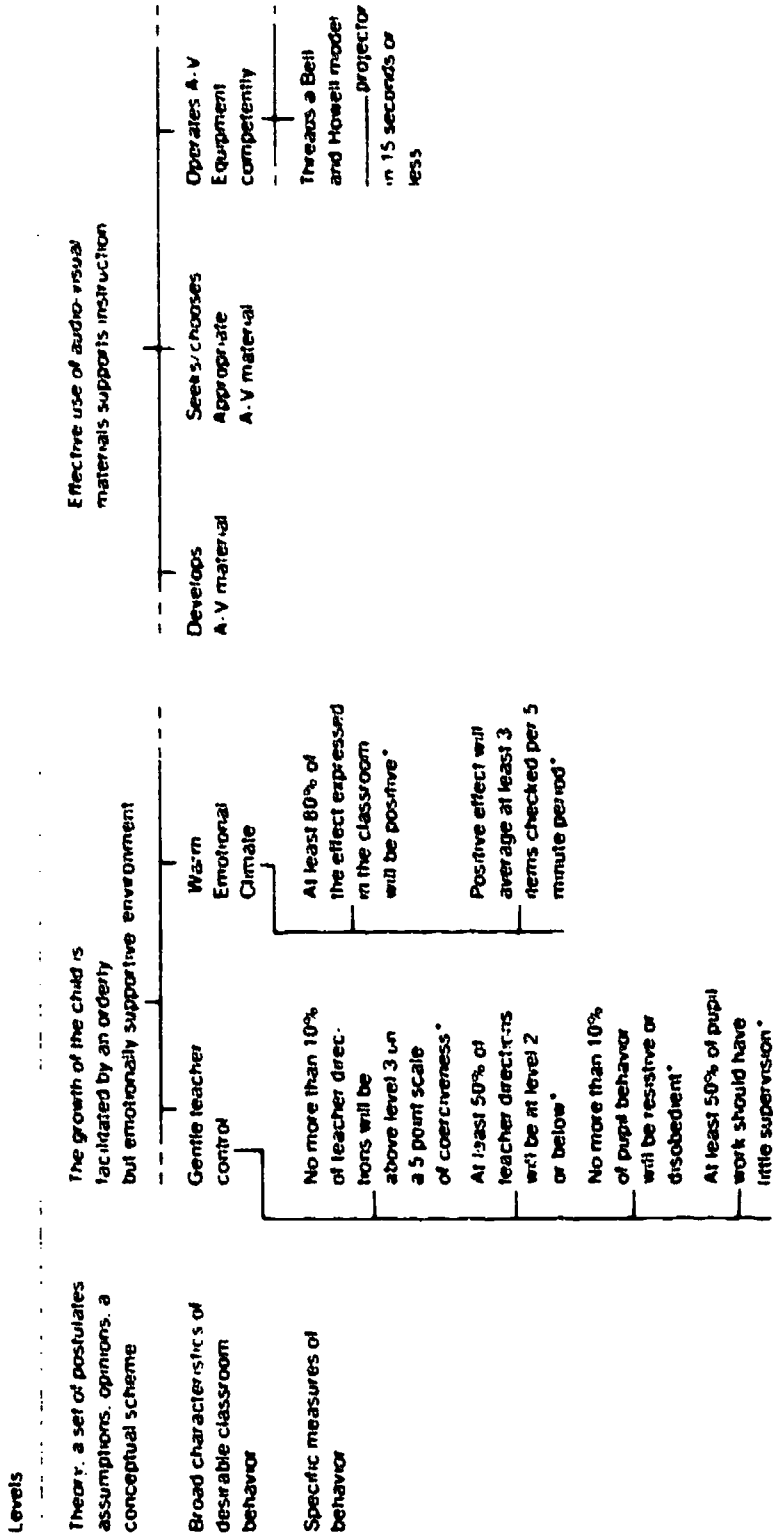 Levels
Theory, a set of postulates
assumptions, opinions, a
conceptual scheme
The growth of the child is
facilitated by an orderly
but emotionally supportive environment
Effective use of audio-visual
materials supports instruction
Broad characteristics of
desirable classroom
behavior
Gentle teacher
control
Warm
Emotional
Climate
Develops
A-V material
Seeks/chooses
Appropriate
A-V material
Operates A-V
Equipment
competently
Specific measures of
behavior
No more than 10%
of teacher direc-
tions will be
above level 3 on
a 5 point scale
of coerciveness*
At least 50% of
teacher directions
will be at level 2
or below*
No more than 10%
of pupil behavior
will be resistive or
disobedient*
At least 50% of pupil
work should have
little supervision*
At least 80% of
the effect expressed
in the classroom
will be positive*
Positive effect will
average at least 3
items checked per 5
minute period*
Threads a Bell
and Howell model
____ projector
in 15 seconds or
less